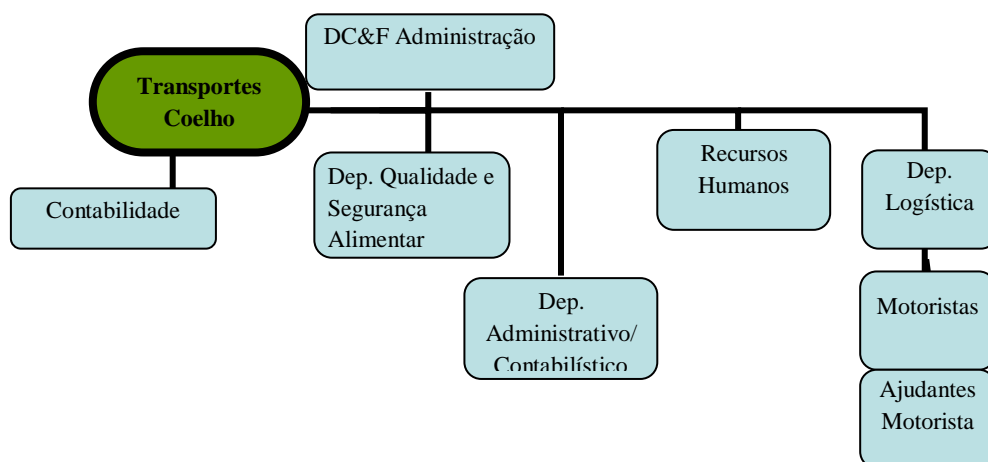 DC&F Administração
Transportes
Coelho
Contabilidade
Dep. Qualidade e
Segurança
Alimentar
Dep.
Administrativo/
Contabilístico
Recursos
Humanos
Dep.
Logística
Motoristas
Ajudantes
Motorista